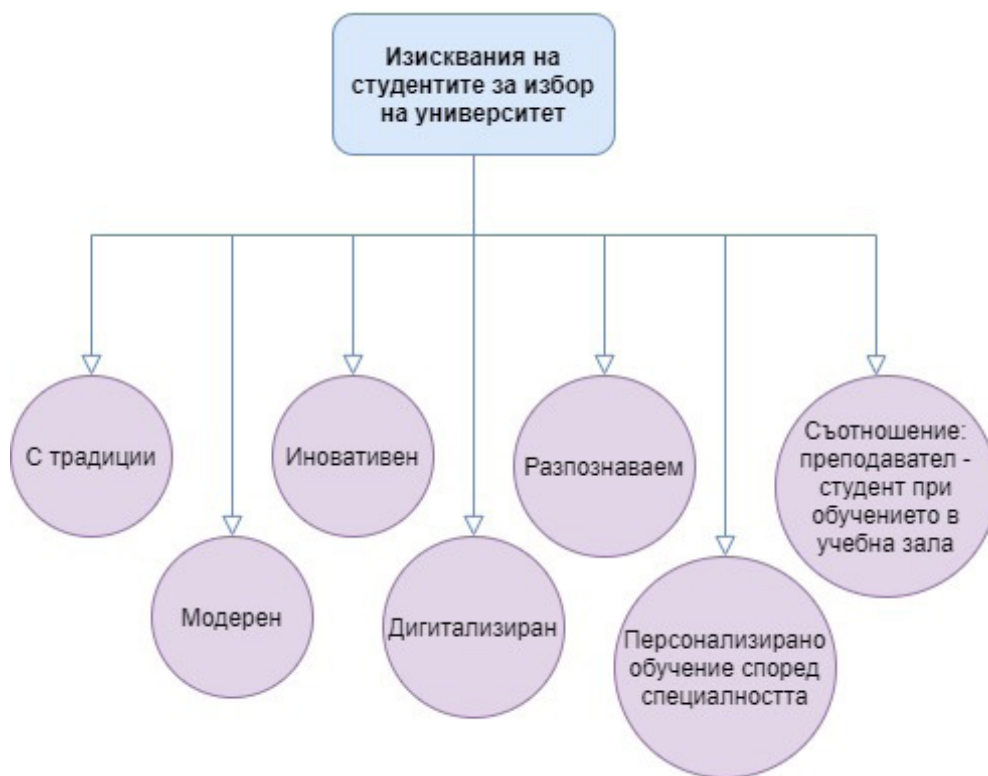 Изисквания на
студентите за избор
на университет
С традиции
Модерен
Иновативен
Дигитализиран
Разпознаваем
Персонализирано
обучение според
специалността
Съотношение:
преподавател -
студент при
обучението в
учебна зала